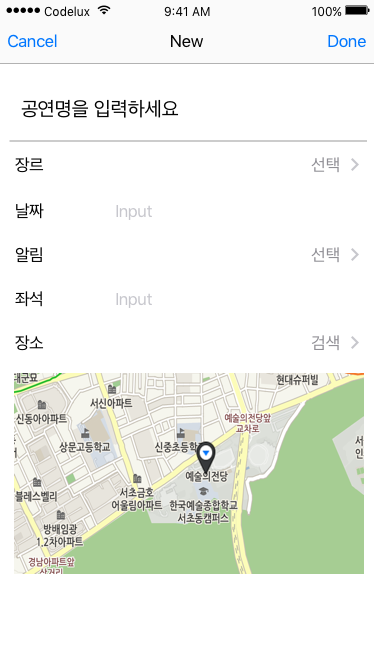 Codelux 9:41 AM 100%
Cancel New Done
공연명을 입력하세요
장르 선택
날짜 Input
알림 선택
좌석 Input
장소 검색
대군묘
현대슈퍼빌
서신아파트
신동아아파트
예술의전당앞
교차로
상문고등학교
신중초등학교
서
인
예술의전당
블레스벨리
서초금호
어울림아파트
한국예술종합학교
서초동캠퍼스
방배임광
1,2차아파트
경남아파트앞
삼거리